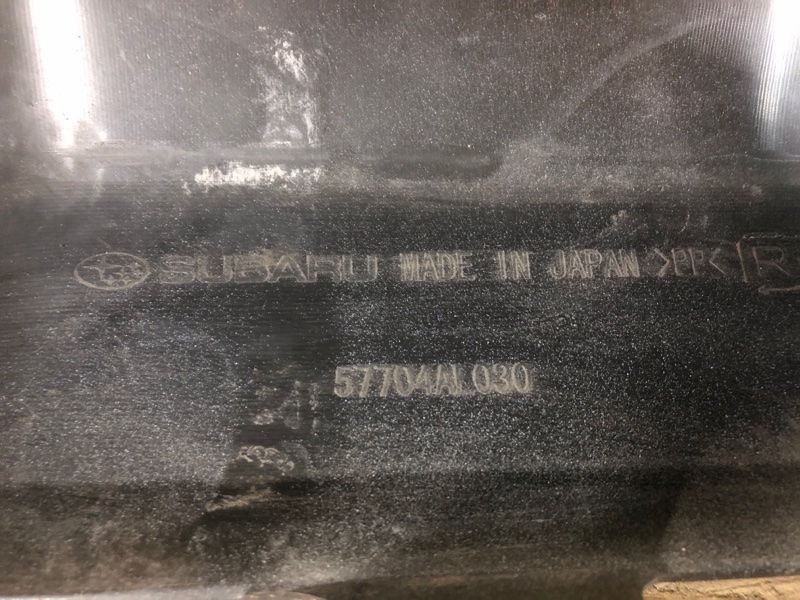 SUBARU MADE IN JAPAN >PP< R
57704AL030